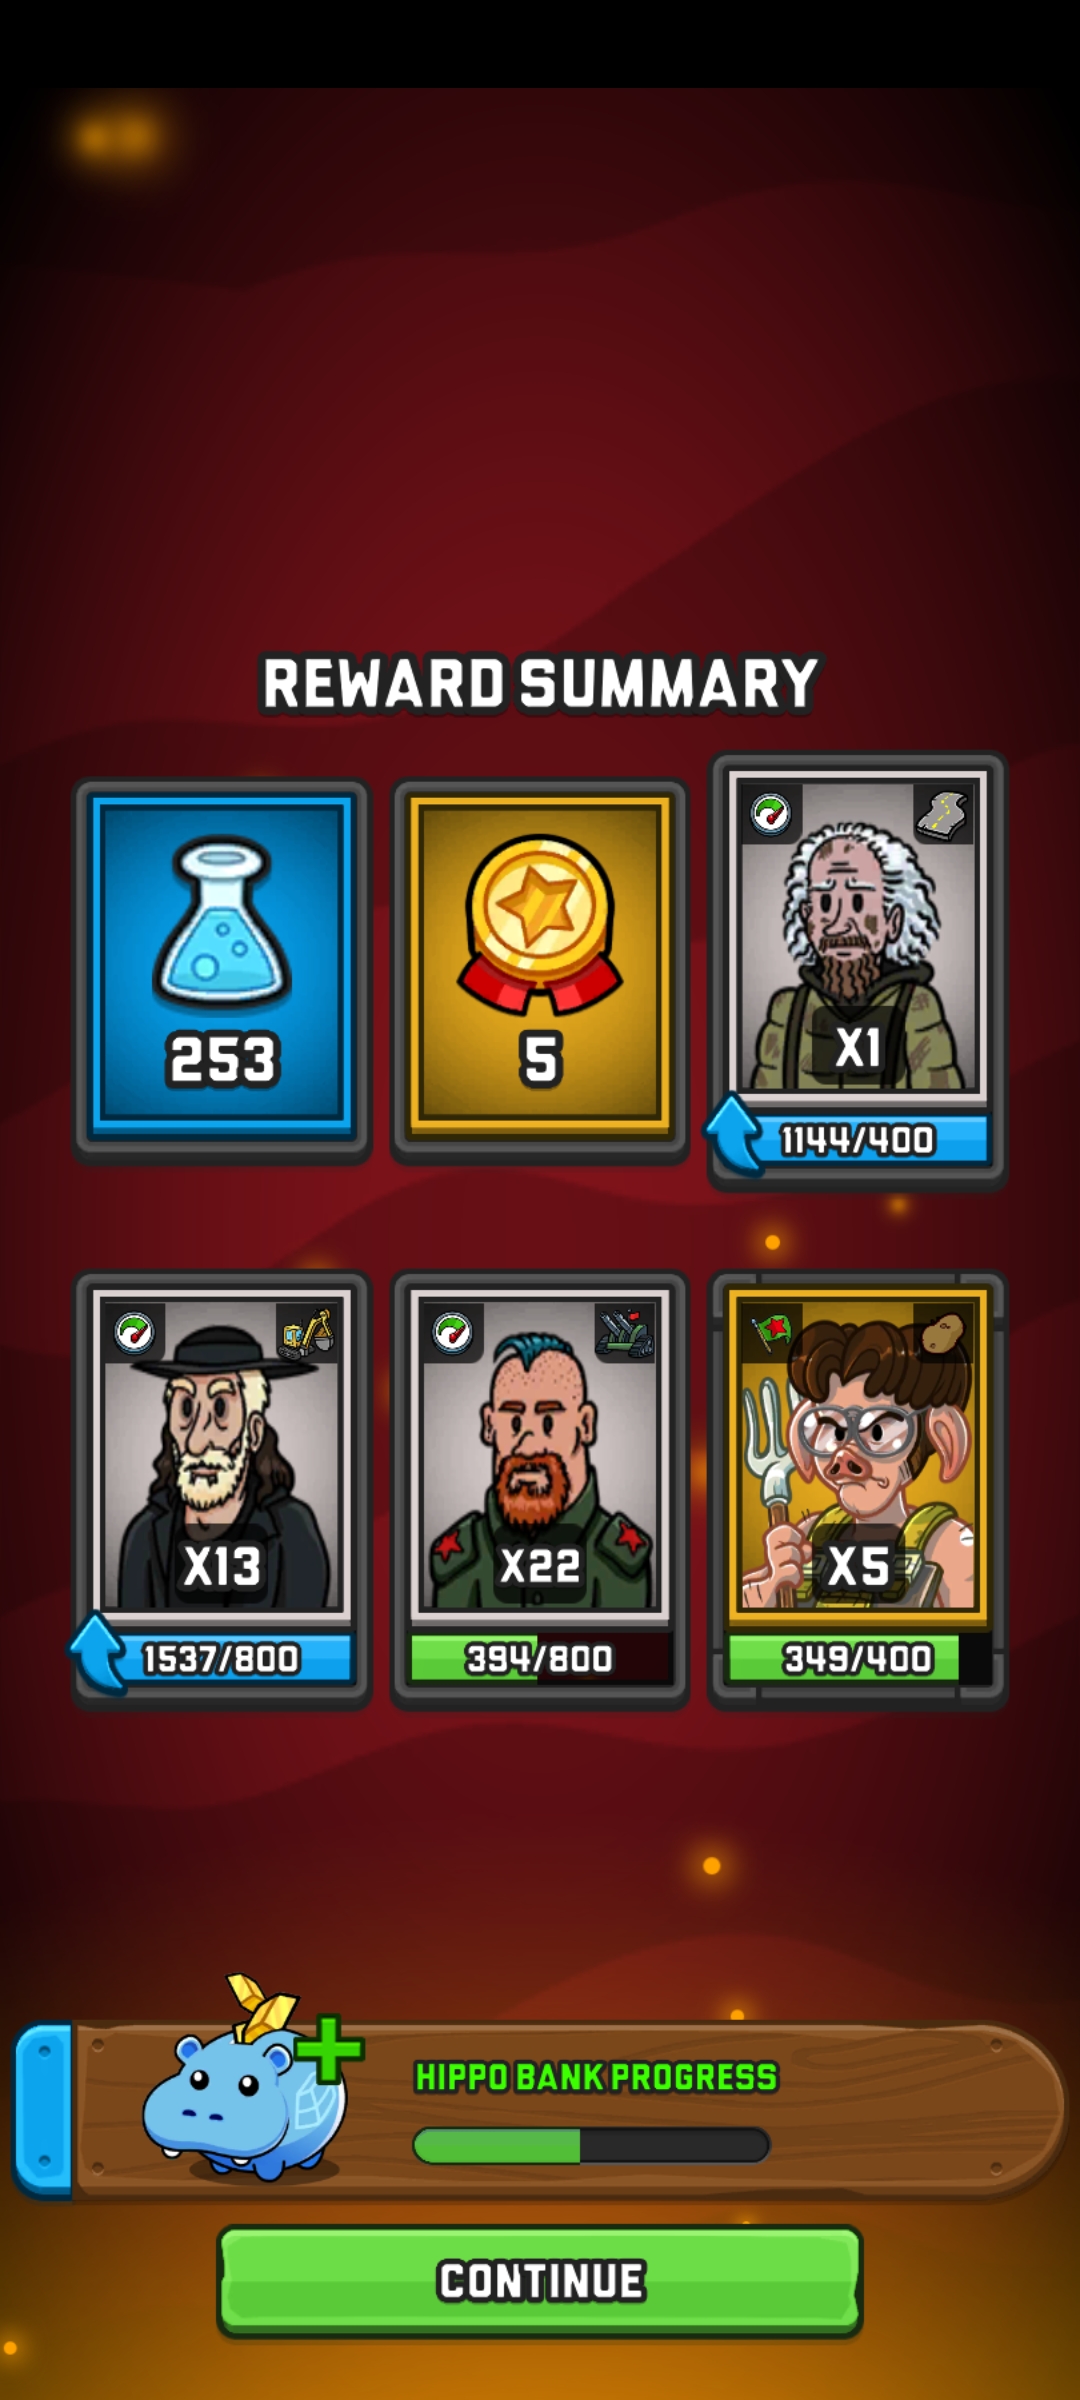 REWARD SUMMARY
253
5
X1
1144/400
X13
1537/800
X22
394/800
X5
349/400
HIPPO BANK PROGRESS
CONTINUE